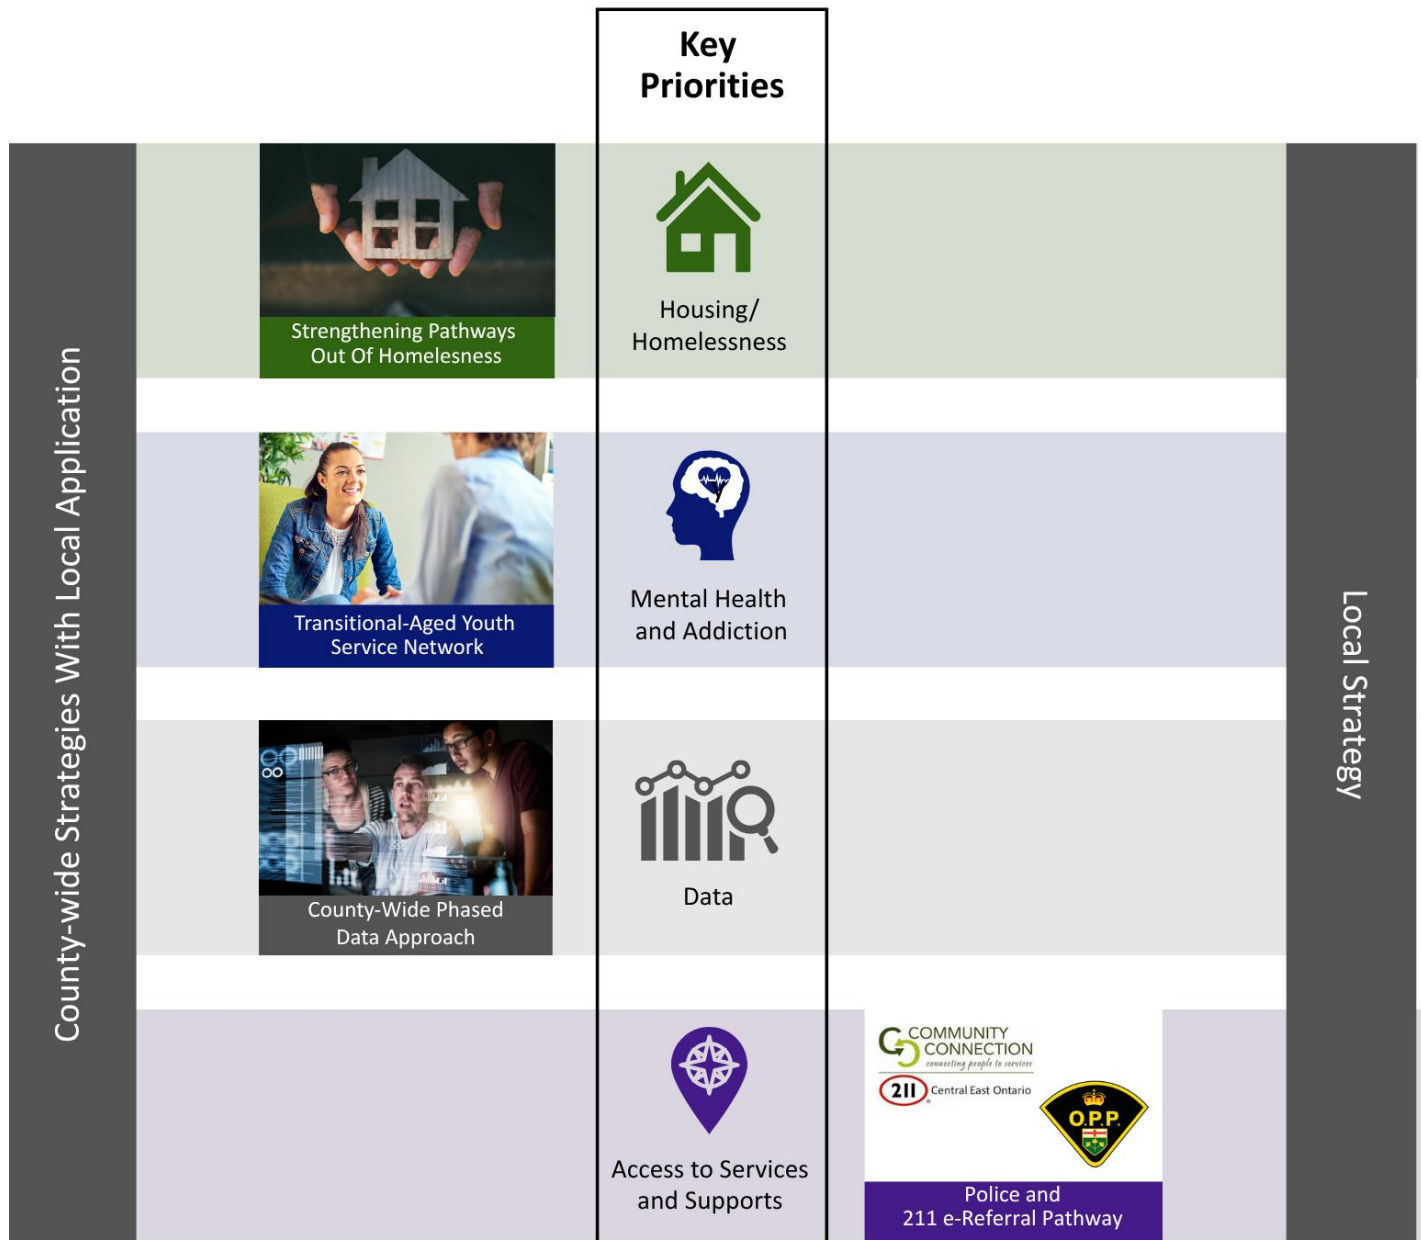 Key
Priorities
County-wide Strategies With Local Application
Strengthening Pathways
Out Of Homelesness
Housing/
Homelessness
Transitional-Aged Youth
Service Network
Mental Health
and Addiction
County-Wide Phased
Data Approach
Data
Access to Services
and Supports
COMMUNITY
CONNECTION
connecting people to services
211 Central East Ontario
O.P.P.
Police and
211 e-Referral Pathway
Local Strategy